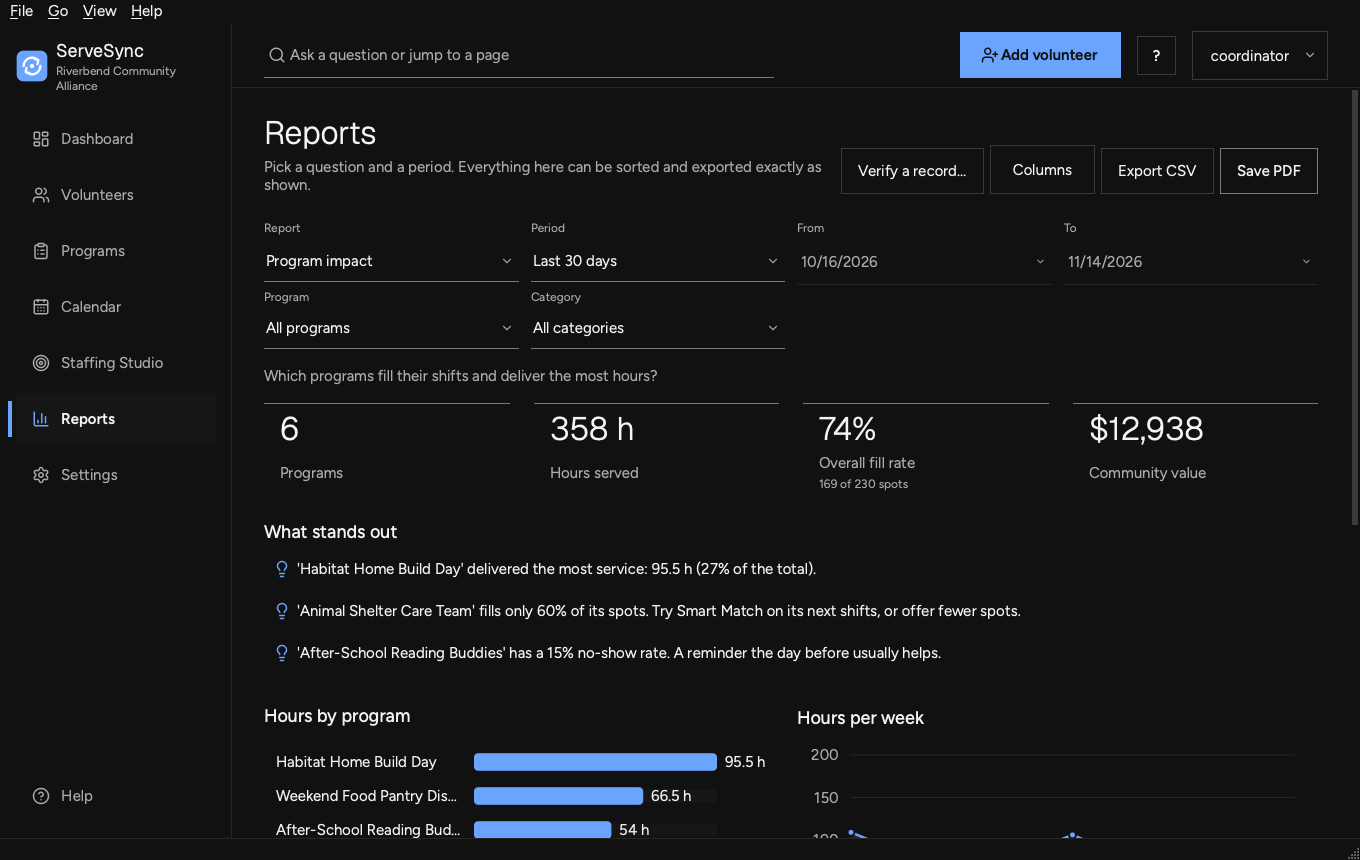 File Go View Help
ServeSync
Riverbend Community
Alliance
Ask a question or jump to a page
Add volunteer
?
coordinator
Dashboard
Volunteers
Programs
Calendar
Staffing Studio
Reports
Settings
Help
Reports
Pick a question and a period. Everything here can be sorted and exported exactly as
shown.
Verify a record...
Columns
Export CSV
Save PDF
Report
Period
From
To
Program impact
Last 30 days
10/16/2026
11/14/2026
Program
Category
All programs
All categories
Which programs fill their shifts and deliver the most hours?
6
Programs
358 h
Hours served
74%
Overall fill rate
169 of 230 spots
$12,938
Community value
What stands out
'Habitat Home Build Day' delivered the most service: 95.5 h (27% of the total).
'Animal Shelter Care Team' fills only 60% of its spots. Try Smart Match on its next shifts, or offer fewer spots.
'After-School Reading Buddies' has a 15% no-show rate. A reminder the day before usually helps.
Hours by program
Habitat Home Build Day 95.5 h
Weekend Food Pantry Dis... 66.5 h
After-School Reading Bud... 54 h
Hours per week
200
150
100